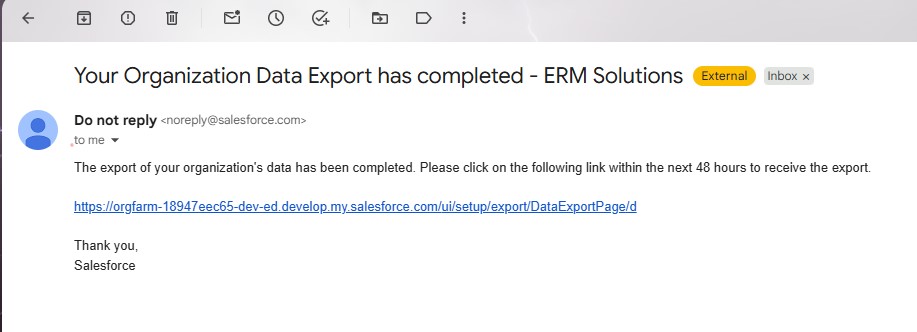 Your Organization Data Export has completed - ERM Solutions External Inbox ×
Do not reply <noreply@salesforce.com>
to me
The export of your organization's data has been completed. Please click on the following link within the next 48 hours to receive the export.
https://orgfarm-18947eec65-dev-ed.develop.my.salesforce.com/ui/setup/export/DataExportPage/d
Thank you,
Salesforce